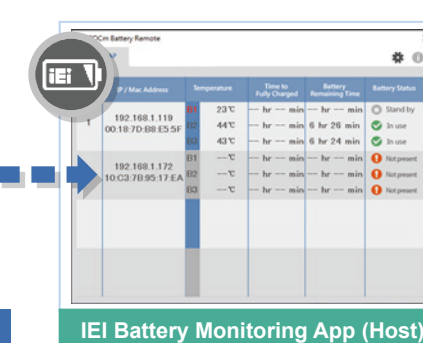 Cm Battery Remote
iEi
IP / Mac Address Temperature Time to Fully Charged Battery Remaining Time Battery Status
1 192.168.1.119 00:18:7D:B8:E5:5F
B1 23℃ -- hr -- min -- hr -- min Stand by
B2 44℃ -- hr -- min 6 hr 26 min In use
B3 43℃ -- hr -- min 6 hr 24 min In use
192.168.1.172 10:C3:7B:95:17:EA
B1 --℃ -- hr -- min -- hr -- min Not present
B2 --℃ -- hr -- min -- hr -- min Not present
B3 --℃ -- hr -- min -- hr -- min Not present
IEI Battery Monitoring App (Host)